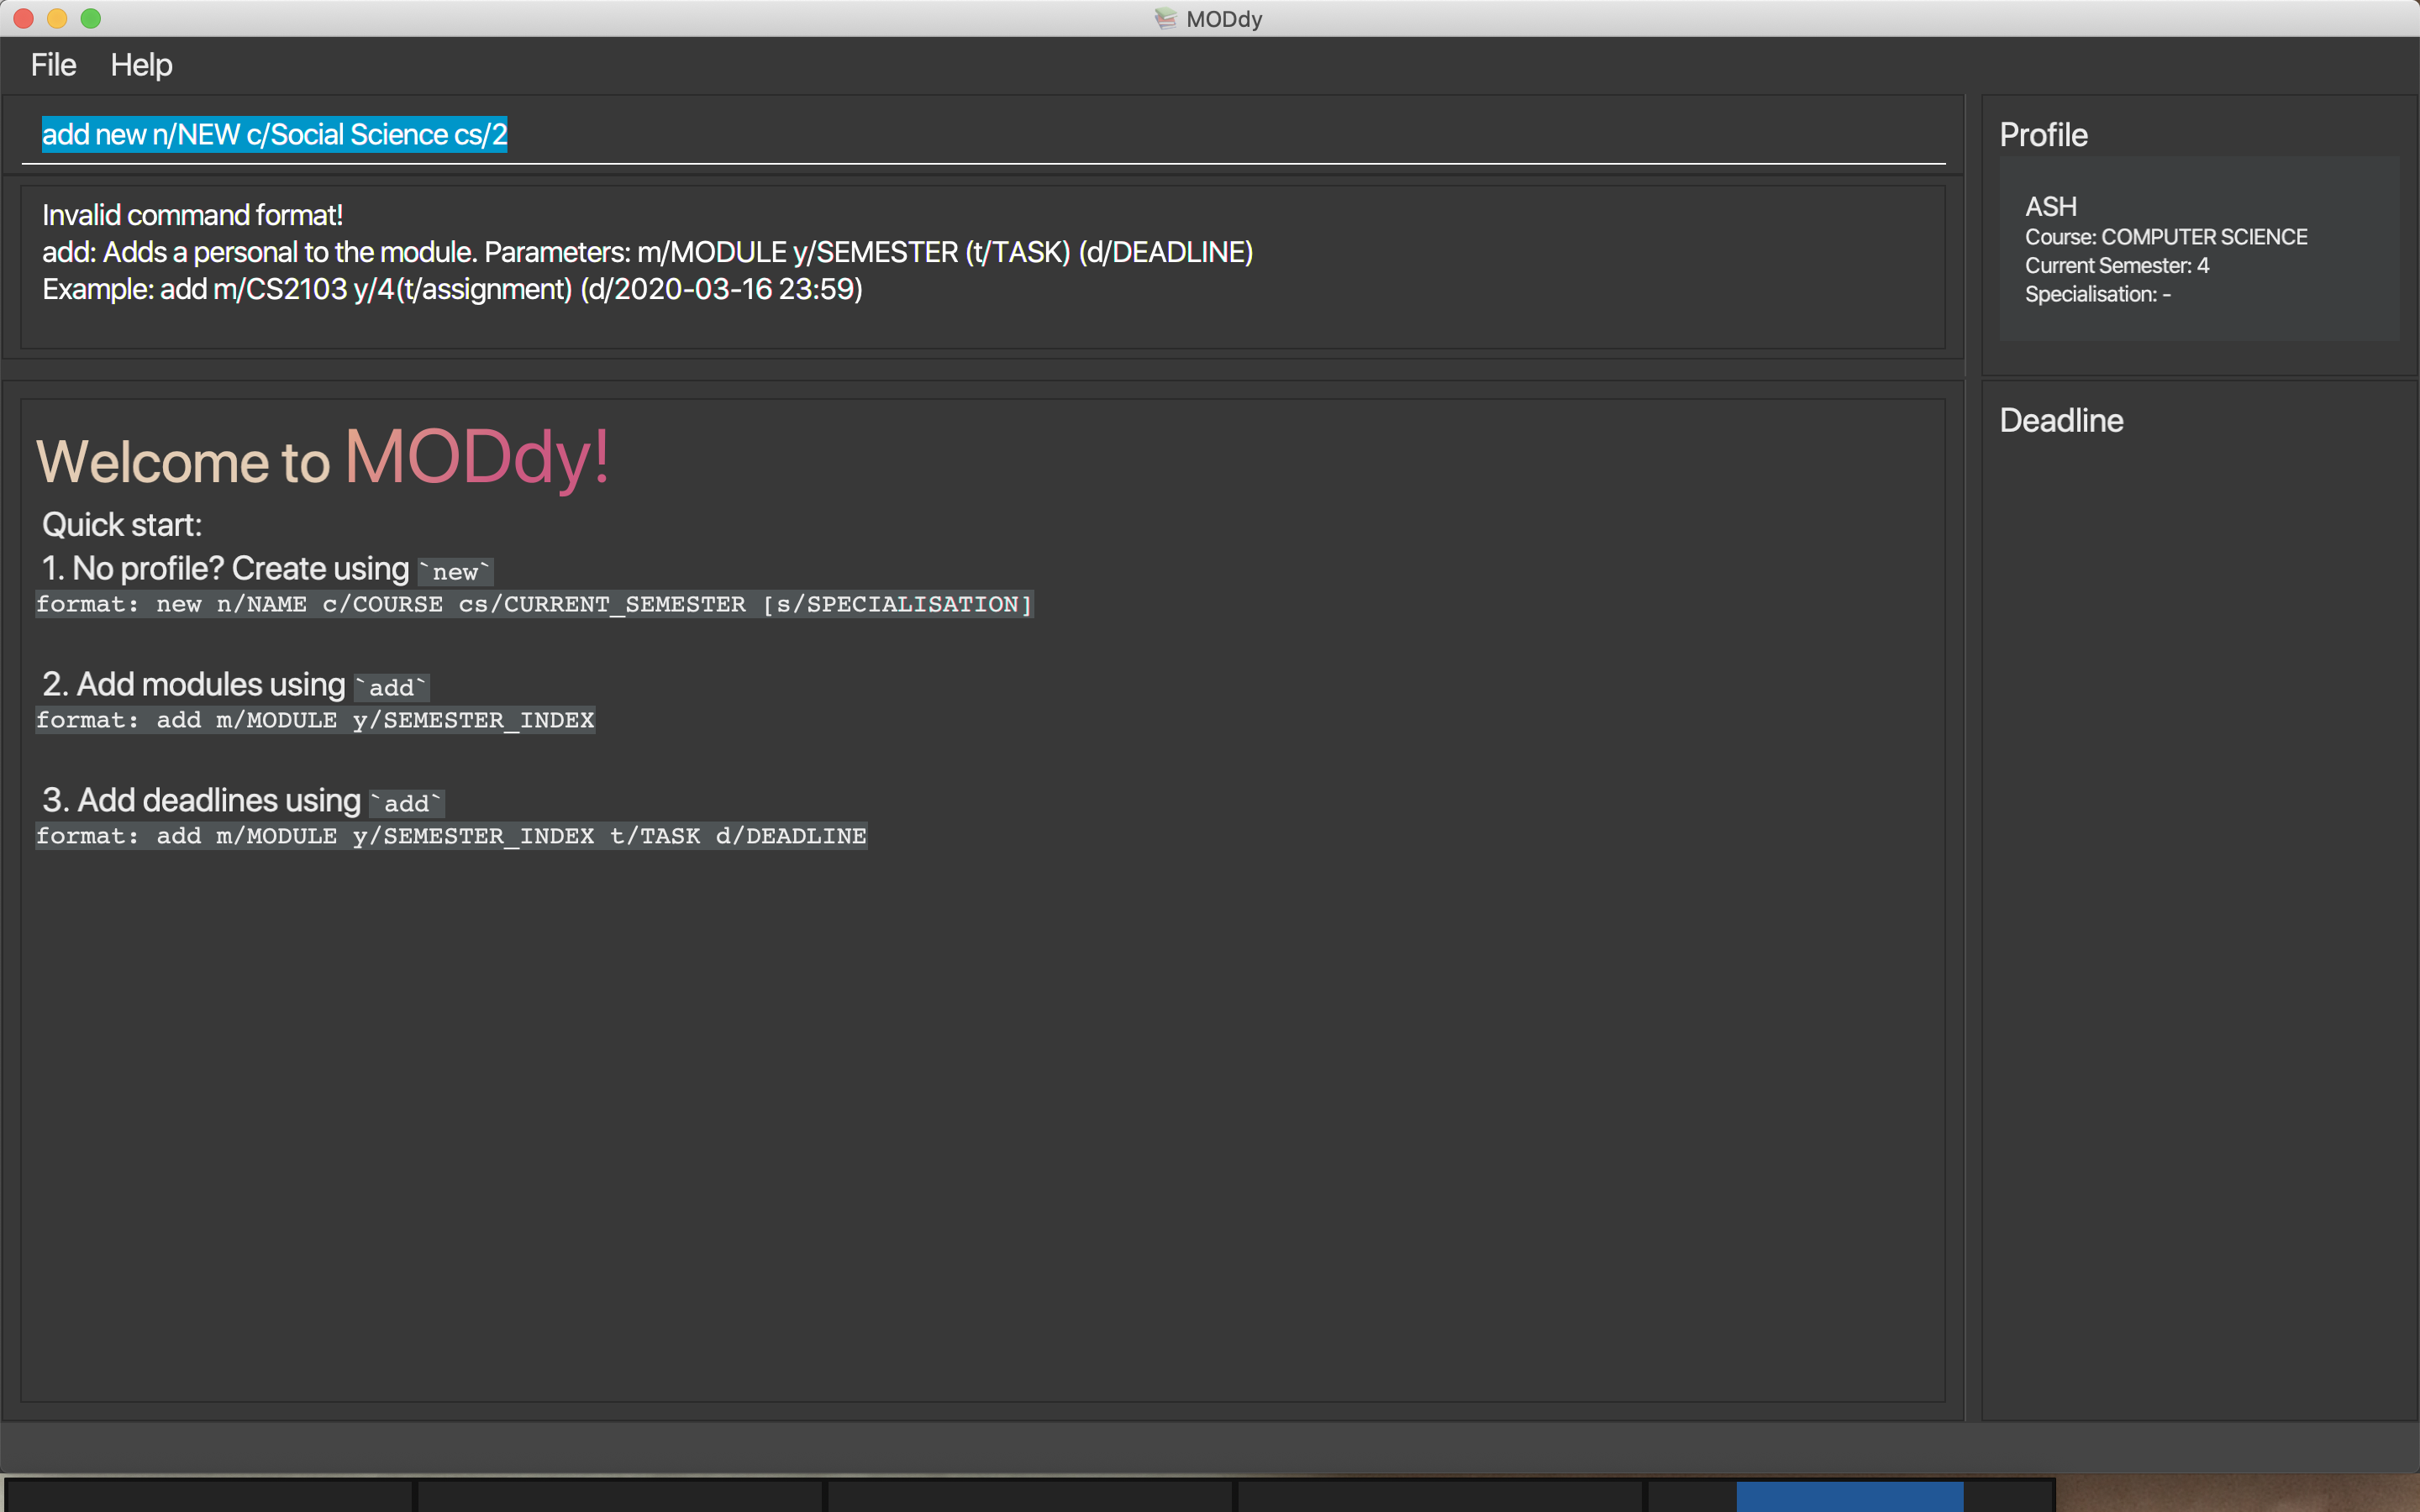 MODdy
File Help
add new n/NEW c/Social Science cs/2
Invalid command format!
add: Adds a personal to the module. Parameters: m/MODULE y/SEMESTER (t/TASK) (d/DEADLINE)
Example: add m/CS2103 y/4(t/assignment) (d/2020-03-16 23:59)
Welcome to MODdy!
Quick start:
1. No profile? Create using `new`
format: new n/NAME c/COURSE cs/CURRENT_SEMESTER [s/SPECIALISATION]
2. Add modules using `add`
format: add m/MODULE y/SEMESTER_INDEX
3. Add deadlines using `add`
format: add m/MODULE y/SEMESTER_INDEX t/TASK d/DEADLINE
Profile
ASH
Course: COMPUTER SCIENCE
Current Semester: 4
Specialisation: -
Deadline